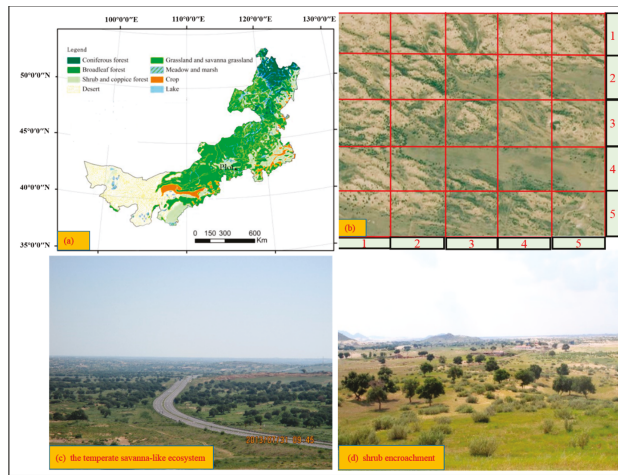 100°0'0"E
110°0'0"E
120°0'0"E
130°0'0"E
Legend
Coniferous forest
Broadleaf forest
Shrub and coppice forest
Desert
Grassland and savanna grassland
Meadow and marsh
Crop
Lake
50°0'0"N
45°0'0"N
40°0'0"N
35°0'0"N
0 150 300 600
Km
(a)
1
2
3
4
5
1 2 3 4 5
(b)
(c) the temperate savanna-like ecosystem
(d) shrub encroachment